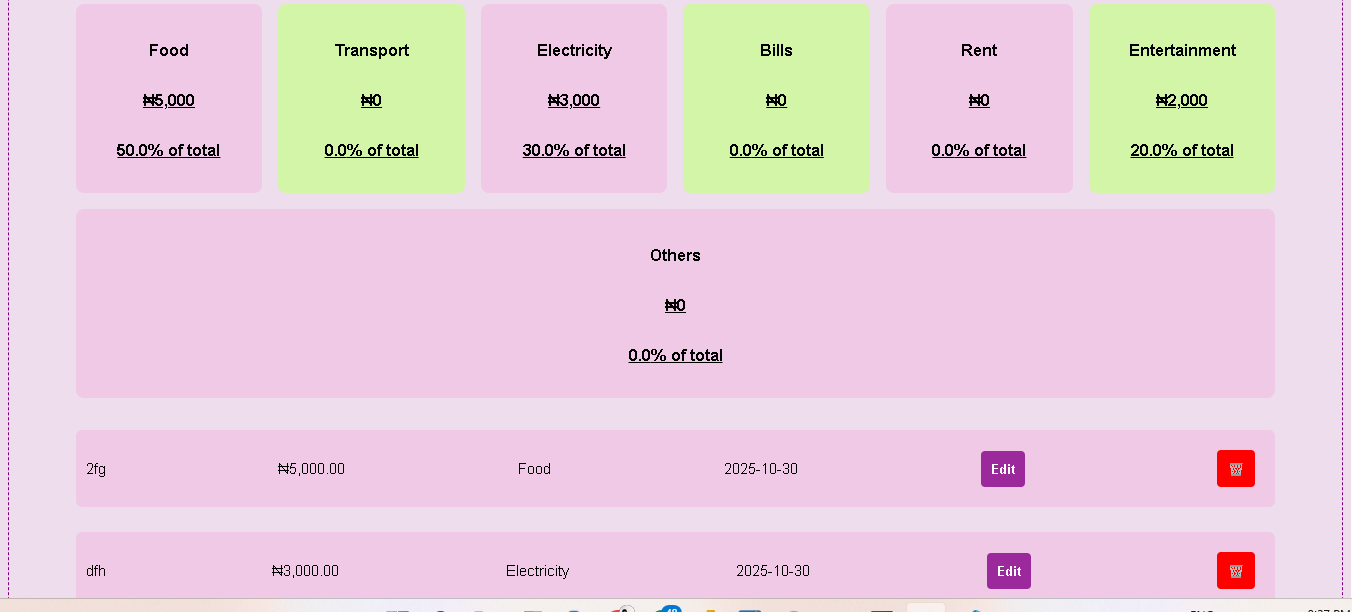 Food Transport Electricity Bills Rent Entertainment
₦5,000 ₦0 ₦3,000 ₦0 ₦0 ₦2,000
50.0% of total 0.0% of total 30.0% of total 0.0% of total 0.0% of total 20.0% of total
Others
₦0
0.0% of total
2fg ₦5,000.00 Food 2025-10-30 Edit
dfh ₦3,000.00 Electricity 2025-10-30 Edit